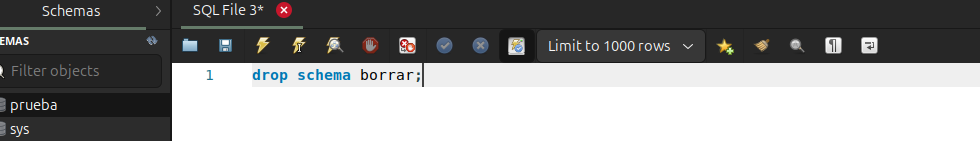 Schemas
SQL File 3*
EMAS
Limit to 1000 rows
Filter objects
1 drop schema borrar;
prueba
sys